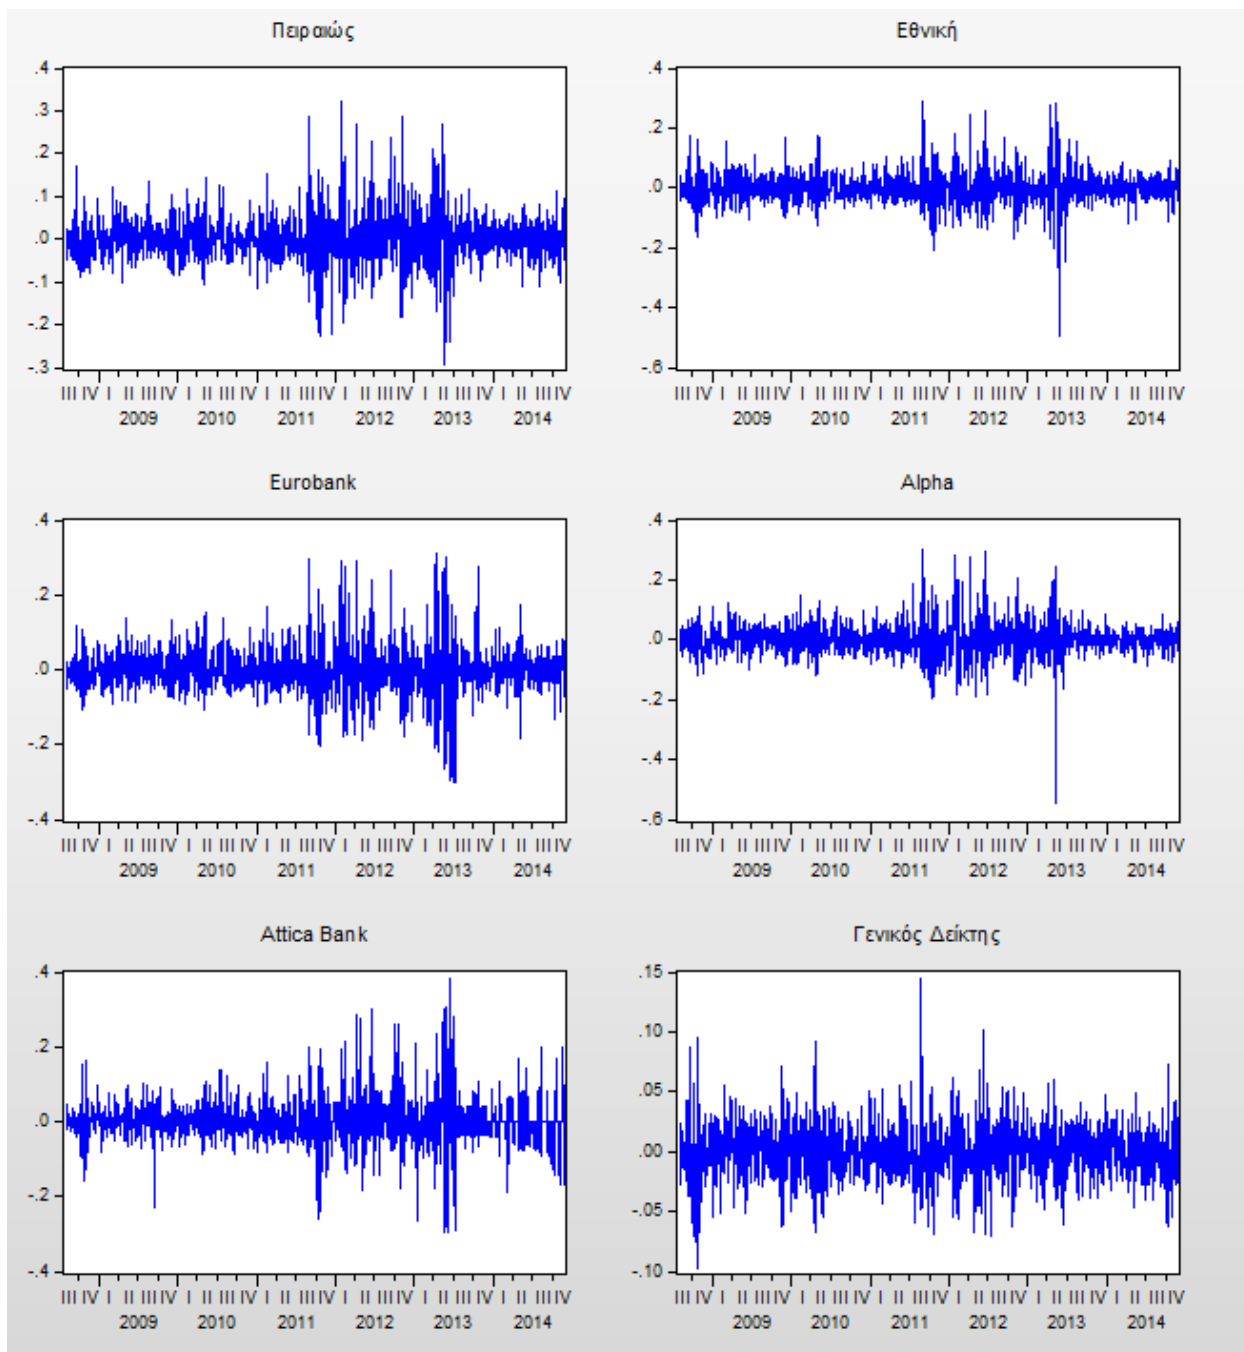 Πειραιώς
Εθνική
.4
.3
.2
.1
.0
-.1
-.2
-.3
III IV I II III IV I II III IV I II III IV I II III IV I II III IV I II III IV
2009 2010 2011 2012 2013 2014
.4
.2
.0
-.2
-.4
-.6
III IV I II III IV I II III IV I II III IV I II III IV I II III IV I II III IV
2009 2010 2011 2012 2013 2014
Eurobank
Alpha
.4
.2
.0
-.2
-.4
III IV I II III IV I II III IV I II III IV I II III IV I II III IV I II III IV
2009 2010 2011 2012 2013 2014
.4
.2
.0
-.2
-.4
-.6
III IV I II III IV I II III IV I II III IV I II III IV I II III IV I II III IV
2009 2010 2011 2012 2013 2014
Attica Bank
Γενικός Δείκτης
.4
.2
.0
-.2
-.4
III IV I II III IV I II III IV I II III IV I II III IV I II III IV I II III IV
2009 2010 2011 2012 2013 2014
.15
.10
.05
.00
-.05
-.10
III IV I II III IV I II III IV I II III IV I II III IV I II III IV I II III IV
2009 2010 2011 2012 2013 2014